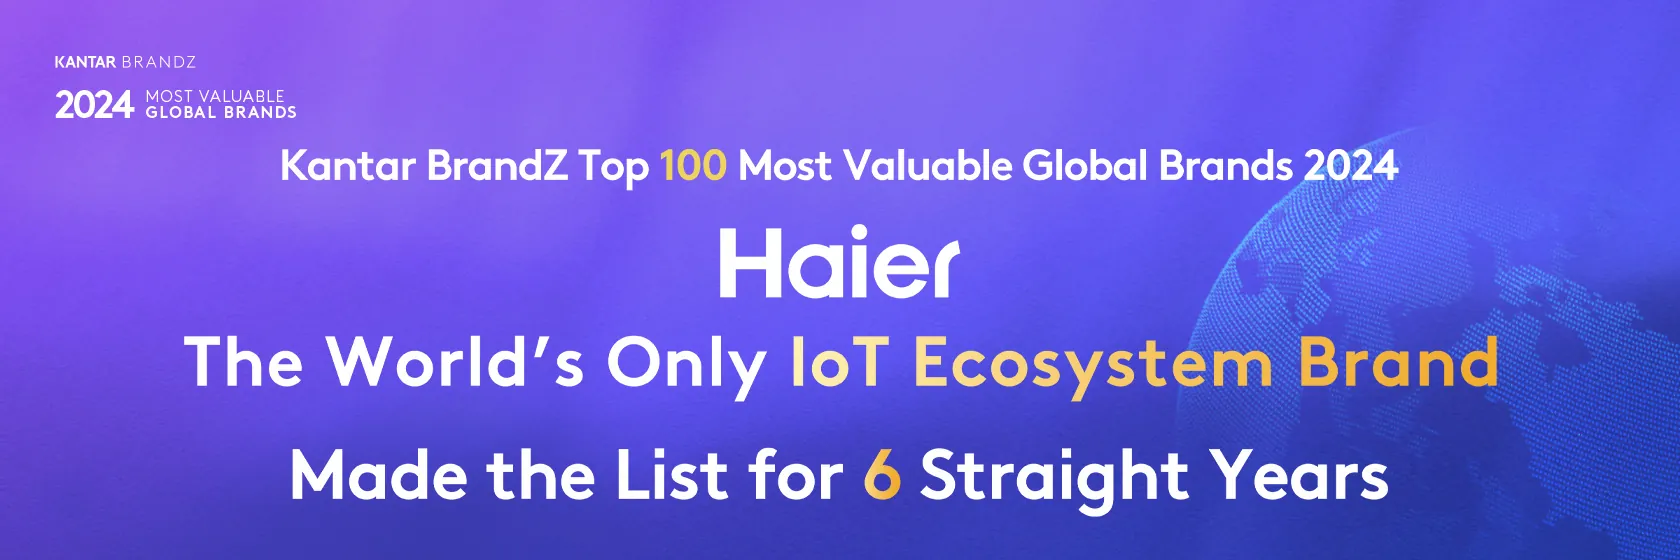 KANTAR BRANDZ
2024 MOST VALUABLE
GLOBAL BRANDS
Kantar BrandZ Top 100 Most Valuable Global Brands 2024
Haier
The World’s Only IoT Ecosystem Brand
Made the List for 6 Straight Years